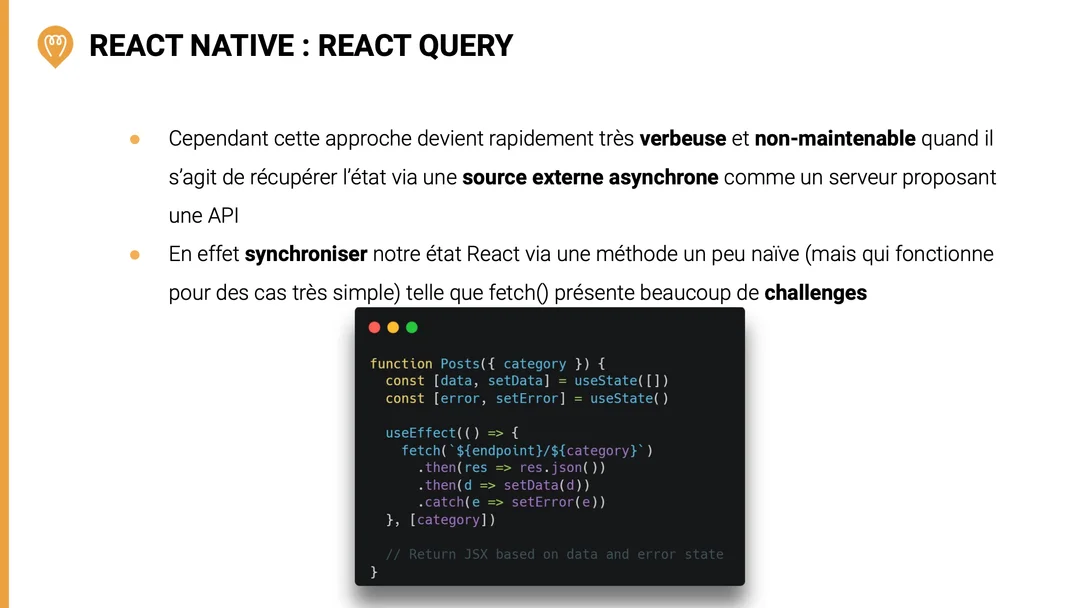 REACT NATIVE : REACT QUERY
● Cependant cette approche devient rapidement très verbeuse et non-maintenable quand il
s’agit de récupérer l’état via une source externe asynchrone comme un serveur proposant
une API
● En effet synchroniser notre état React via une méthode un peu naïve (mais qui fonctionne
pour des cas très simple) telle que fetch() présente beaucoup de challenges
function Posts({ category }) {
  const [data, setData] = useState([])
  const [error, setError] = useState()

  useEffect(() => {
    fetch(`${endpoint}/${category}`)
      .then(res => res.json())
      .then(d => setData(d))
      .catch(e => setError(e))
  }, [category])

  // Return JSX based on data and error state
}